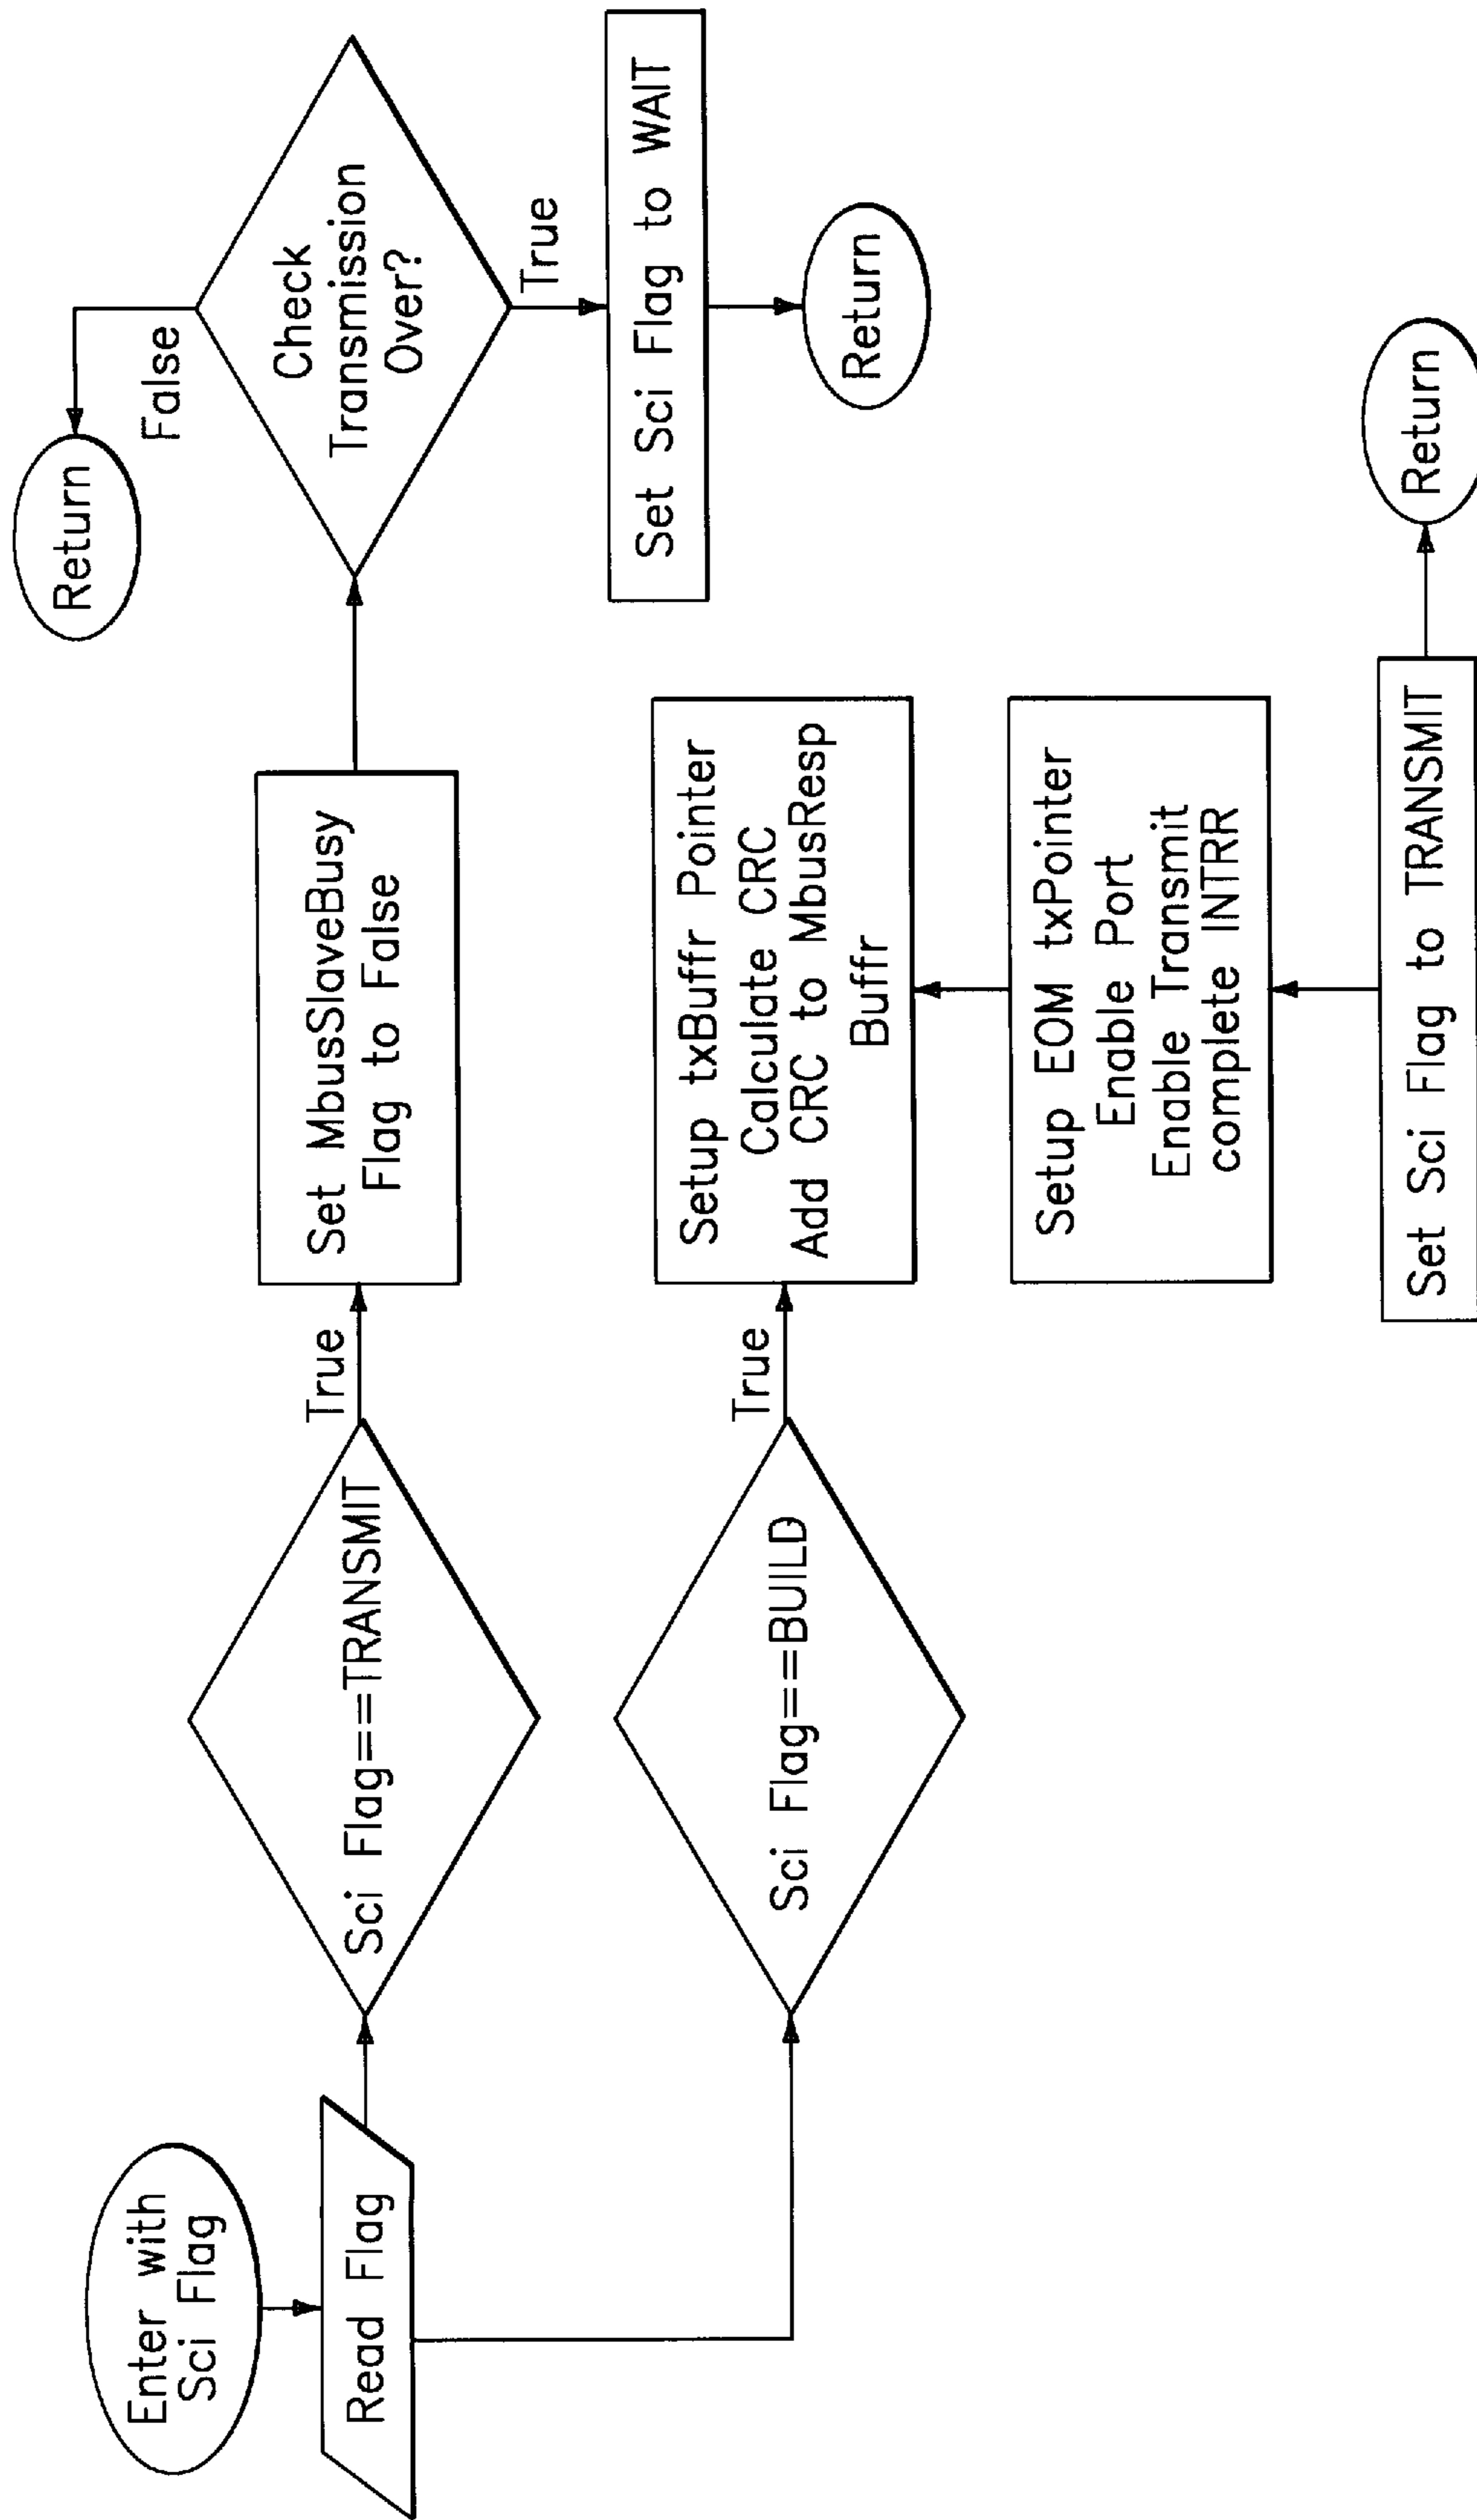 Enter with
Sci Flag
Read Flag
Sci Flag==TRANSMIT
True
Set MbusSlaveBusy
Flag to False
Check
Transmission
Over?
False
Return
True
Set Sci Flag to WAIT
Return
Sci Flag==BUILD
True
Setup txBuffr Pointer
Calculate CRC
Add CRC to MbusResp
Buffr
Setup EOM txPointer
Enable Port
Enable Transmit
complete INTRR
Set Sci Flag to TRANSMIT
Return